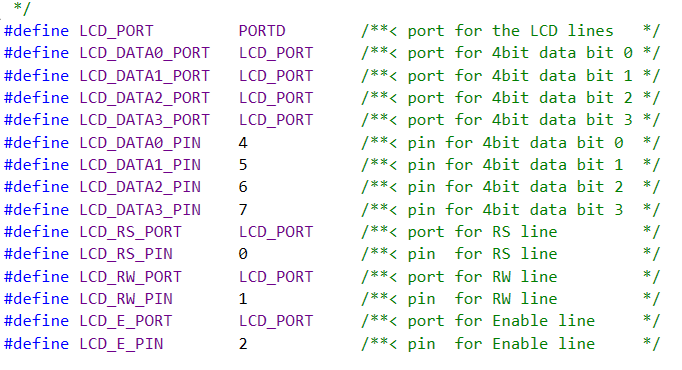 */
#define LCD_PORT         PORTD        /**< port for the LCD lines   */
#define LCD_DATA0_PORT   LCD_PORT     /**< port for 4bit data bit 0 */
#define LCD_DATA1_PORT   LCD_PORT     /**< port for 4bit data bit 1 */
#define LCD_DATA2_PORT   LCD_PORT     /**< port for 4bit data bit 2 */
#define LCD_DATA3_PORT   LCD_PORT     /**< port for 4bit data bit 3 */
#define LCD_DATA0_PIN    4            /**< pin for 4bit data bit 0  */
#define LCD_DATA1_PIN    5            /**< pin for 4bit data bit 1  */
#define LCD_DATA2_PIN    6            /**< pin for 4bit data bit 2  */
#define LCD_DATA3_PIN    7            /**< pin for 4bit data bit 3  */
#define LCD_RS_PORT      LCD_PORT     /**< port for RS line         */
#define LCD_RS_PIN       0            /**< pin  for RS line         */
#define LCD_RW_PORT      LCD_PORT     /**< port for RW line         */
#define LCD_RW_PIN       1            /**< pin  for RW line         */
#define LCD_E_PORT       LCD_PORT     /**< port for Enable line     */
#define LCD_E_PIN        2            /**< pin  for Enable line     */